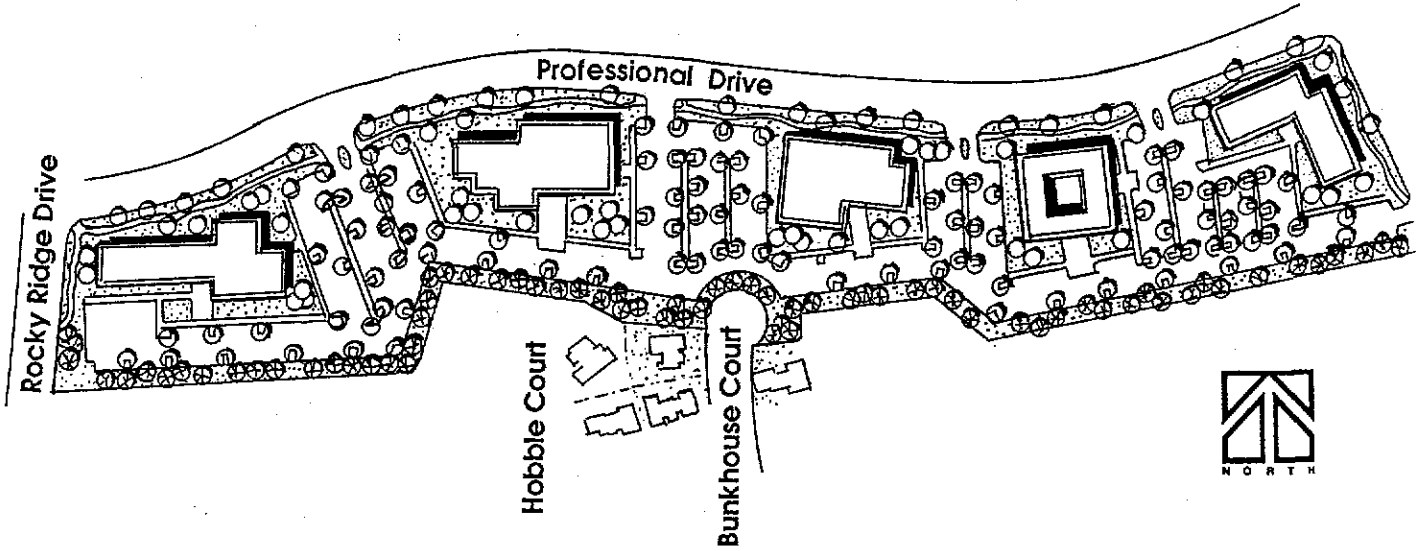 Professional Drive
Rocky Ridge Drive
Hobble Court
Bunkhouse Court
NORTH